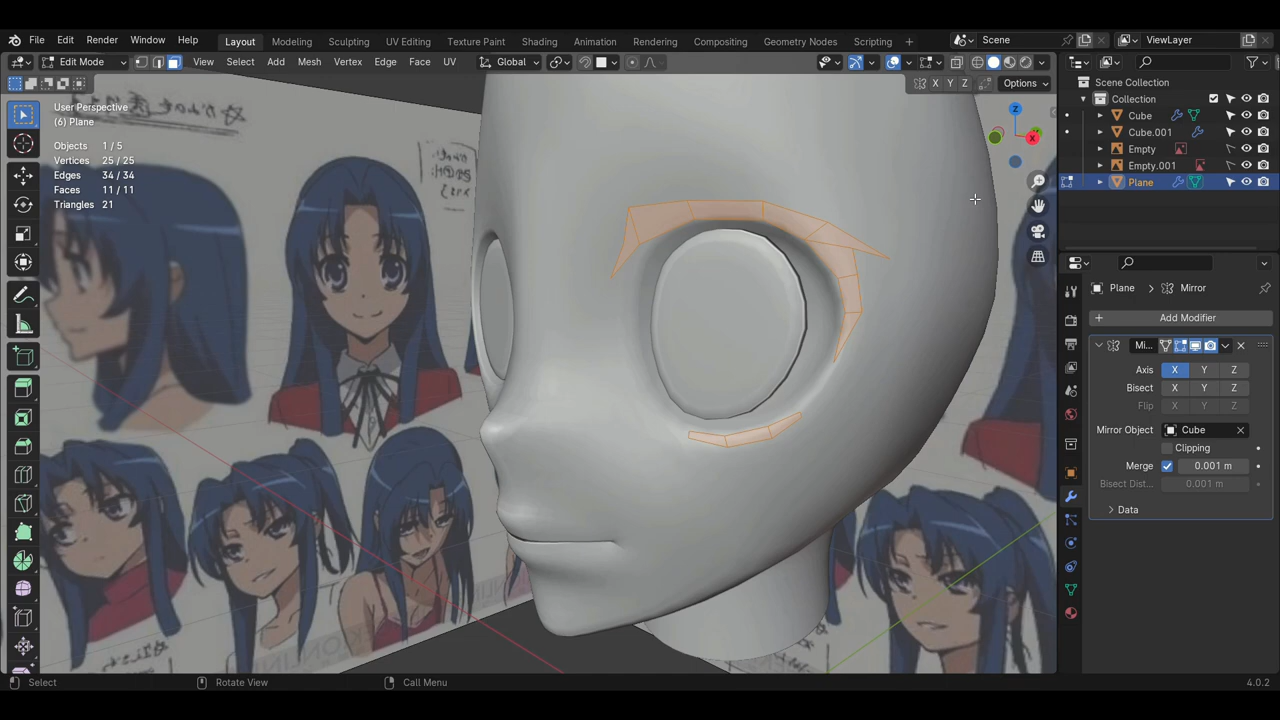 File Edit Render Window Help
Layout Modeling Sculpting UV Editing Texture Paint Shading Animation Rendering Compositing Geometry Nodes Scripting +
Scene
ViewLayer
Edit Mode
View Select Add Mesh Vertex Edge Face UV
Global
X Y Z
Options
User Perspective
(6) Plane
Objects 1 / 5
Vertices 25 / 25
Edges 34 / 34
Faces 11 / 11
Triangles 21
Z
X
Scene Collection
Collection
Cube
Cube.001
Empty
Empty.001
Plane
Plane > Mirror
+ Add Modifier
Mi...
Axis X Y Z
Bisect X Y Z
Flip X Y Z
Mirror Object Cube
Clipping
Merge 0.001 m
Bisect Dist... 0.001 m
Data
Select
Rotate View
Call Menu
4.0.2